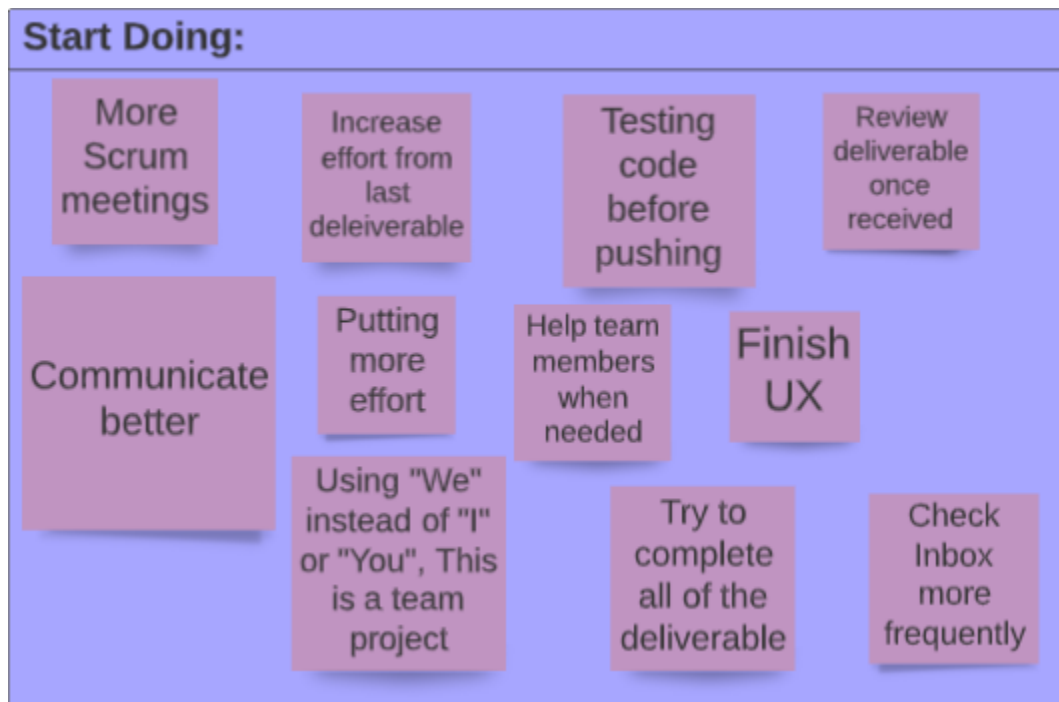 Start Doing:
More
Scrum
meetings
Increase
effort from
last
deleiverable
Testing
code
before
pushing
Review
deliverable
once
received
Communicate
better
Putting
more
effort
Help team
members
when
needed
Finish
UX
Using "We"
instead of "I"
or "You", This
is a team
project
Try to
complete
all of the
deliverable
Check
Inbox
more
frequently